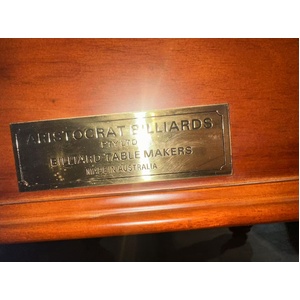 ARISTOCRAT BILLIARDS
PTY LTD
BILLIARD TABLE MAKERS
MADE IN AUSTRALIA